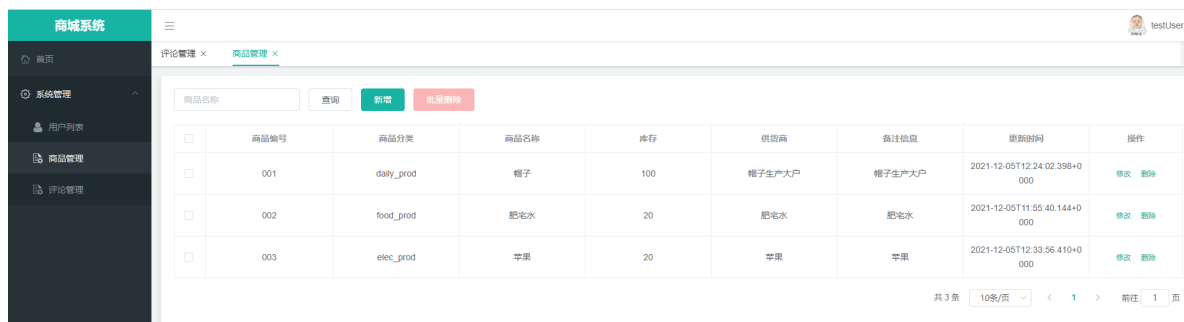 商城系统
testUser
首页
评论管理 ×
商品管理 ×
系统管理
用户列表
商品管理
评论管理
商品名称
查询
新增
批量删除
商品编号 商品分类 商品名称 库存 供货商 备注信息 更新时间 操作
001 daily_prod 帽子 100 帽子生产大户 帽子生产大户 2021-12-05T12:24:02.398+0 修改 删除
000
002 food_prod 肥宅水 20 肥宅水 肥宅水 2021-12-05T11:55:40.144+0 修改 删除
000
003 elec_prod 苹果 20 苹果 苹果 2021-12-05T12:33:56.410+0 修改 删除
000
共 3 条 10条/页 < 1 > 前往 1 页